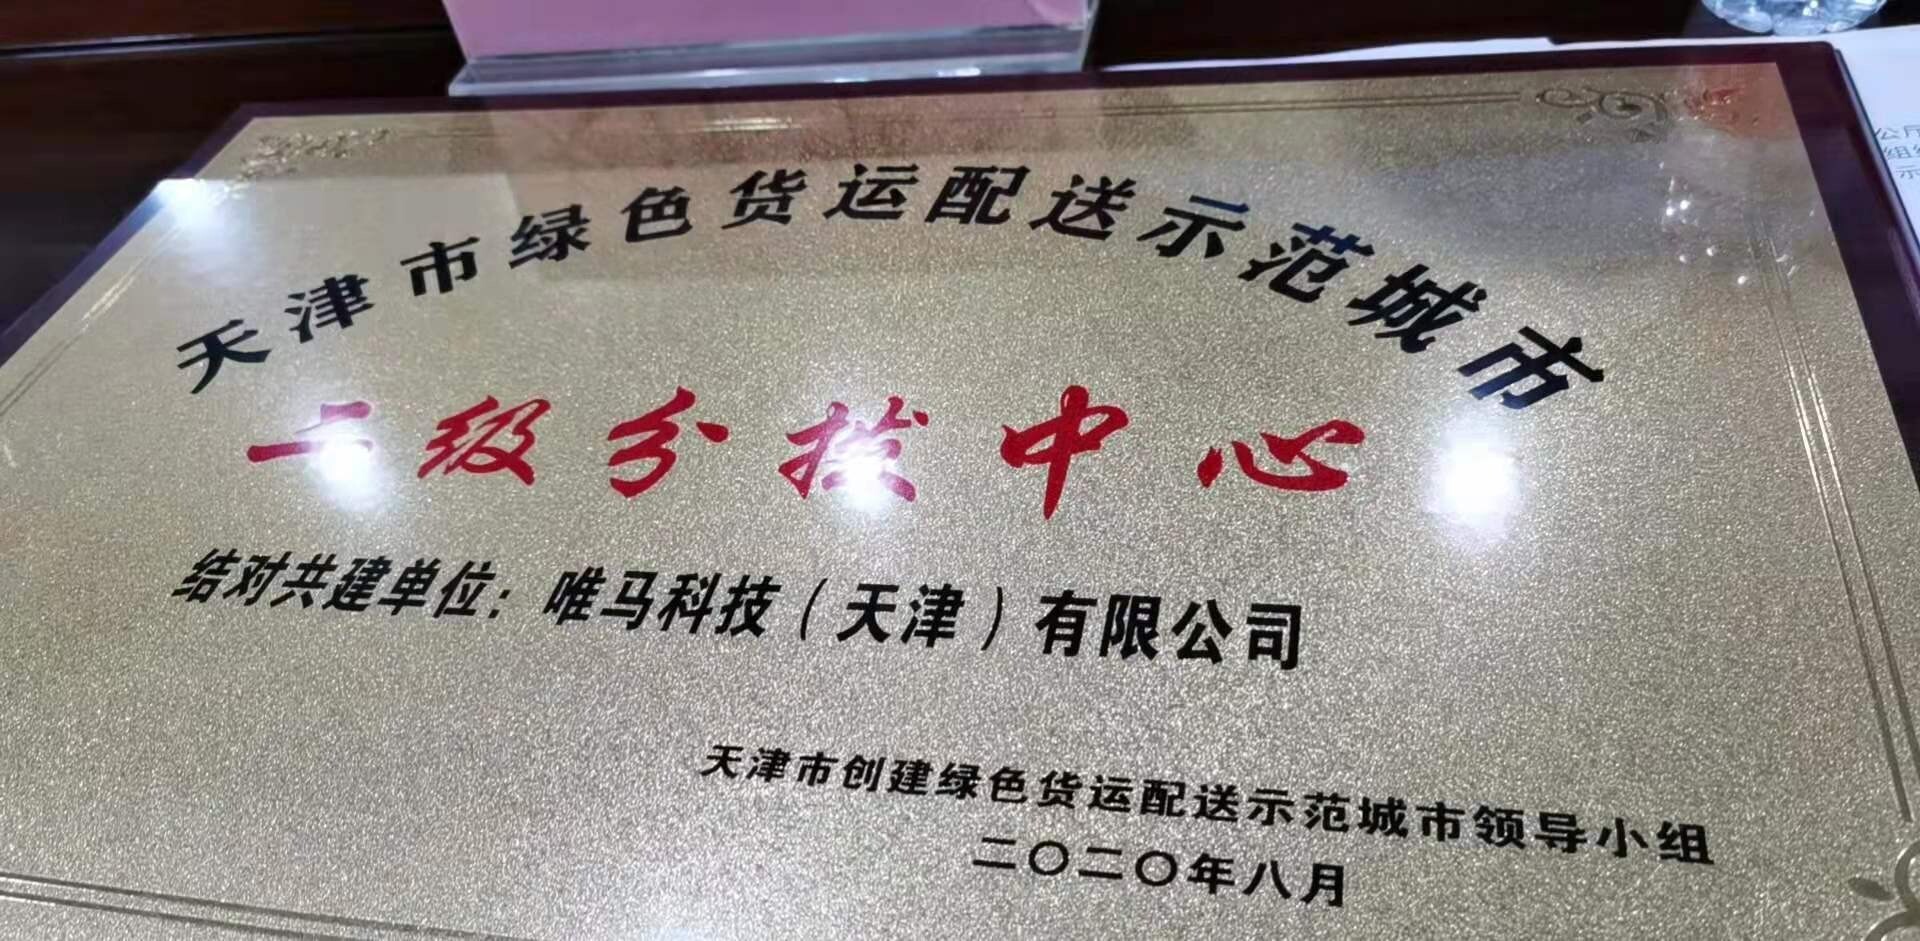 天津市绿色货运配送示范城市
二级分拨中心
结对共建单位：唯马科技（天津）有限公司
天津市创建绿色货运配送示范城市领导小组
二〇二〇年八月